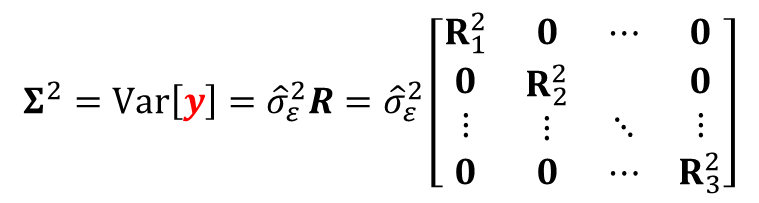 𝚺² = Var[𝒚] = σ̂²_ε 𝑹 = σ̂²_ε [
𝐑₁² 𝟎 ⋯ 𝟎
𝟎 𝐑₂² 𝟎
⋮ ⋮ ⋱ ⋮
𝟎 𝟎 ⋯ 𝐑₃² ]